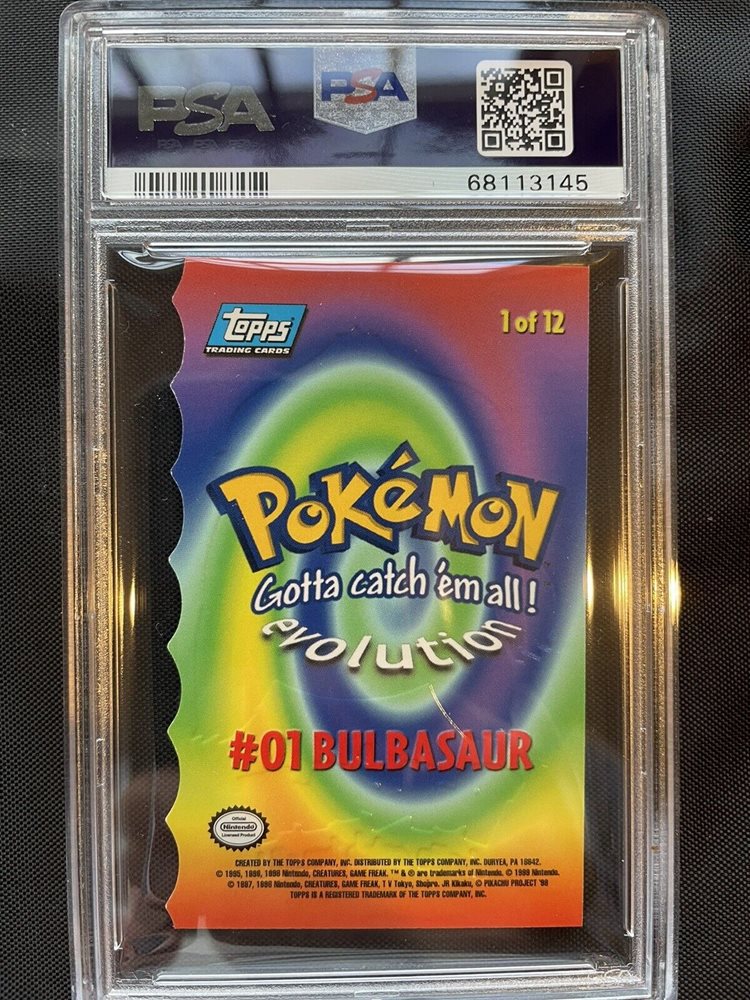 PSA
PSA
68113145
topps
TRADING CARDS
1 of 12
POKéMON
Gotta catch 'em all!
evolution
#01 BULBASAUR
Official
Nintendo
Licensed Product
CREATED BY THE TOPPS COMPANY, INC. DISTRIBUTED BY THE TOPPS COMPANY, INC. DURYEA, PA 18642.
© 1995, 1996, 1998 Nintendo, CREATURES, GAME FREAK. ™ & ® are trademarks of Nintendo. © 1999 Nintendo.
© 1997, 1998 Nintendo, CREATURES, GAME FREAK, TV Tokyo, Shopro, JR Kikaku, © PIKACHU PROJECT '98
TOPPS IS A REGISTERED TRADEMARK OF THE TOPPS COMPANY, INC.